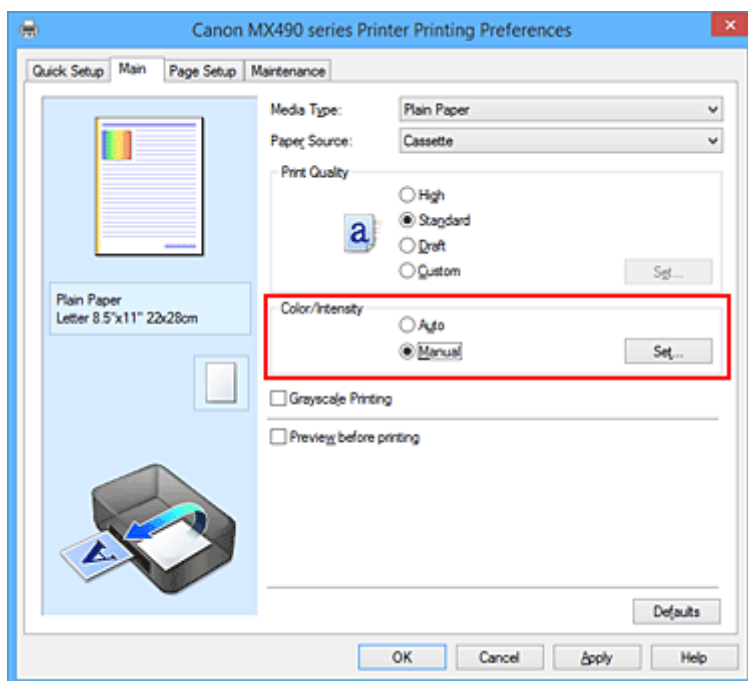 Canon MX490 series Printer Printing Preferences
Quick Setup Main Page Setup Maintenance
Media Type: Plain Paper
Paper Source: Cassette
Print Quality
High
Standard
Draft
Custom Set...
a
Plain Paper
Letter 8.5"x11" 22x28cm
Color/Intensity
Auto
Manual Set...
Grayscale Printing
Preview before printing
A
Defaults
OK Cancel Apply Help